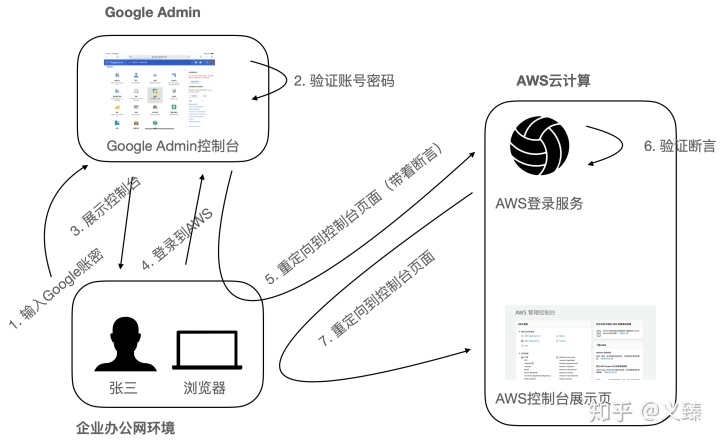 Google Admin
2. 验证账号密码
Google Admin控制台
AWS云计算
6. 验证断言
AWS登录服务
1. 输入Google账密
3. 展示控制台
4. 登录到AWS
5. 重定向到控制台页面（带着断言）
7. 重定向到控制台页面
张三
浏览器
企业办公网环境
AWS 管理控制台
AWS控制台展示页
知乎 @义臻